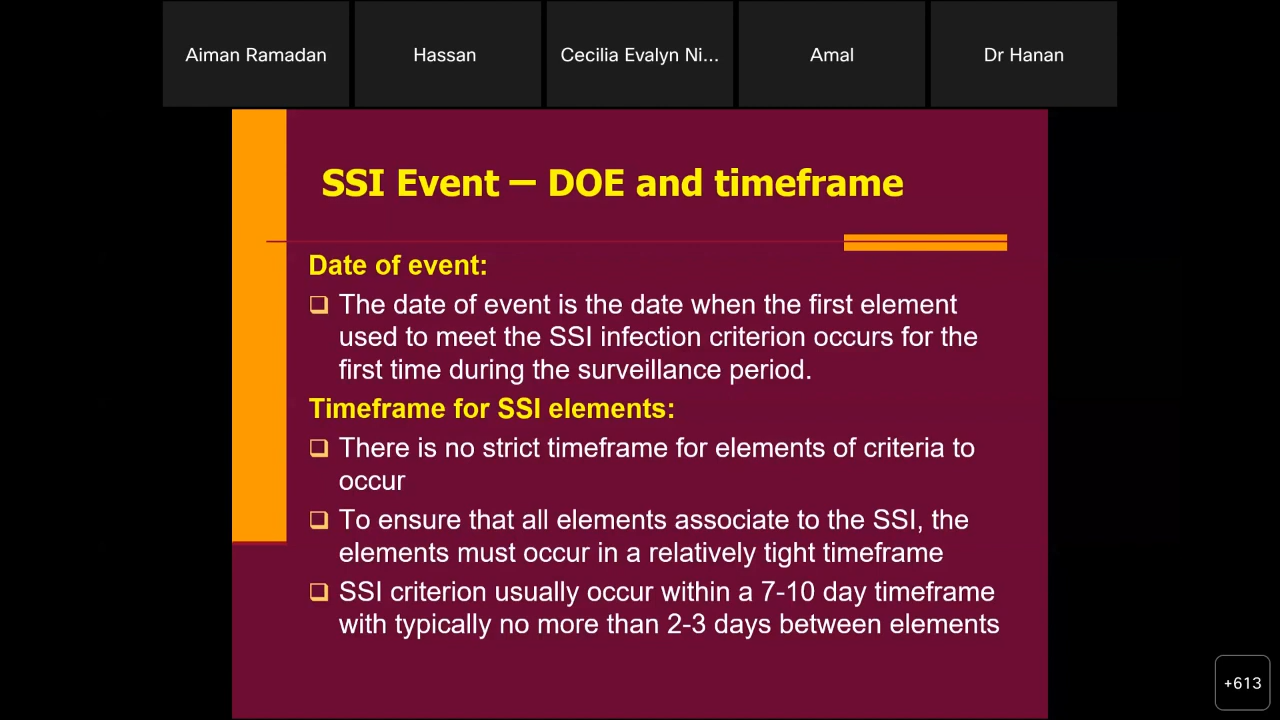 Aiman Ramadan
Hassan
Cecilia Evalyn Ni...
Amal
Dr Hanan
SSI Event – DOE and timeframe
Date of event:
The date of event is the date when the first element
used to meet the SSI infection criterion occurs for the
first time during the surveillance period.
Timeframe for SSI elements:
There is no strict timeframe for elements of criteria to
occur
To ensure that all elements associate to the SSI, the
elements must occur in a relatively tight timeframe
SSI criterion usually occur within a 7-10 day timeframe
with typically no more than 2-3 days between elements
+613